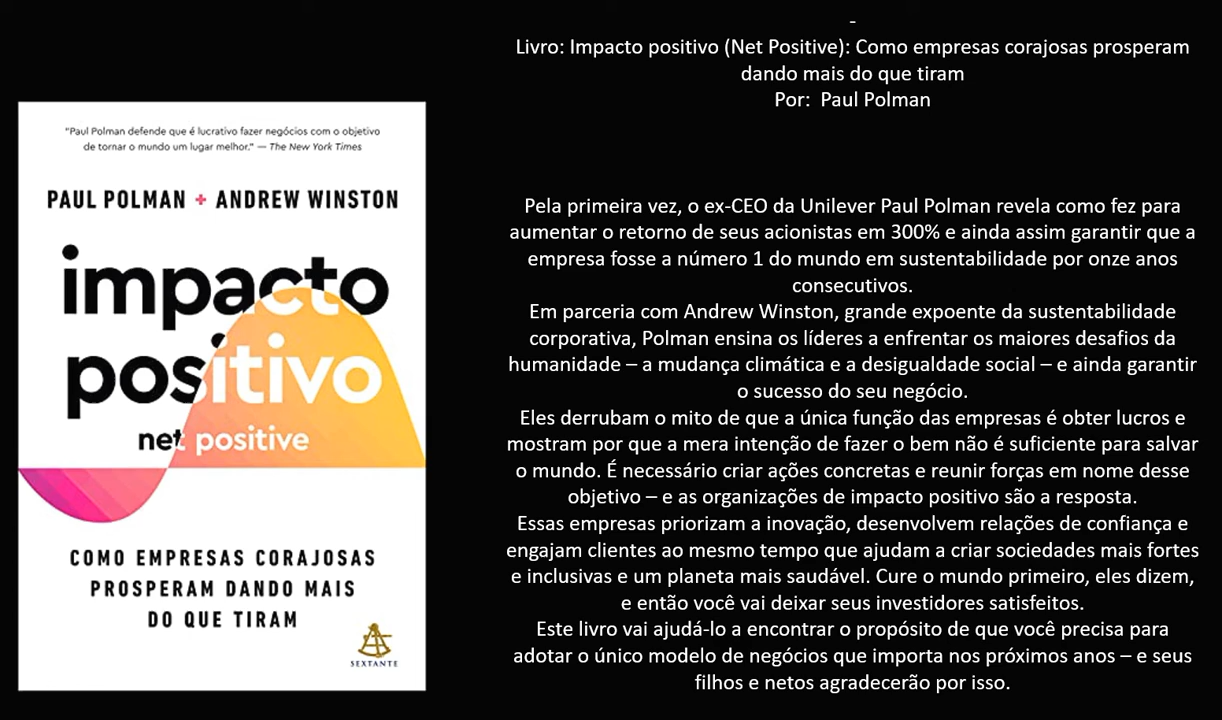 -
Livro: Impacto positivo (Net Positive): Como empresas corajosas prosperam
dando mais do que tiram
Por:  Paul Polman
"Paul Polman defende que é lucrativo fazer negócios com o objetivo
de tornar o mundo um lugar melhor." — The New York Times
PAUL POLMAN + ANDREW WINSTON
impacto
positivo
net positive
COMO EMPRESAS CORAJOSAS
PROSPERAM DANDO MAIS
DO QUE TIRAM
SEXTANTE
Pela primeira vez, o ex-CEO da Unilever Paul Polman revela como fez para
aumentar o retorno de seus acionistas em 300% e ainda assim garantir que a
empresa fosse a número 1 do mundo em sustentabilidade por onze anos
consecutivos.
Em parceria com Andrew Winston, grande expoente da sustentabilidade
corporativa, Polman ensina os líderes a enfrentar os maiores desafios da
humanidade – a mudança climática e a desigualdade social – e ainda garantir
o sucesso do seu negócio.
Eles derrubam o mito de que a única função das empresas é obter lucros e
mostram por que a mera intenção de fazer o bem não é suficiente para salvar
o mundo. É necessário criar ações concretas e reunir forças em nome desse
objetivo – e as organizações de impacto positivo são a resposta.
Essas empresas priorizam a inovação, desenvolvem relações de confiança e
engajam clientes ao mesmo tempo que ajudam a criar sociedades mais fortes
e inclusivas e um planeta mais saudável. Cure o mundo primeiro, eles dizem,
e então você vai deixar seus investidores satisfeitos.
Este livro vai ajudá-lo a encontrar o propósito de que você precisa para
adotar o único modelo de negócios que importa nos próximos anos – e seus
filhos e netos agradecerão por isso.